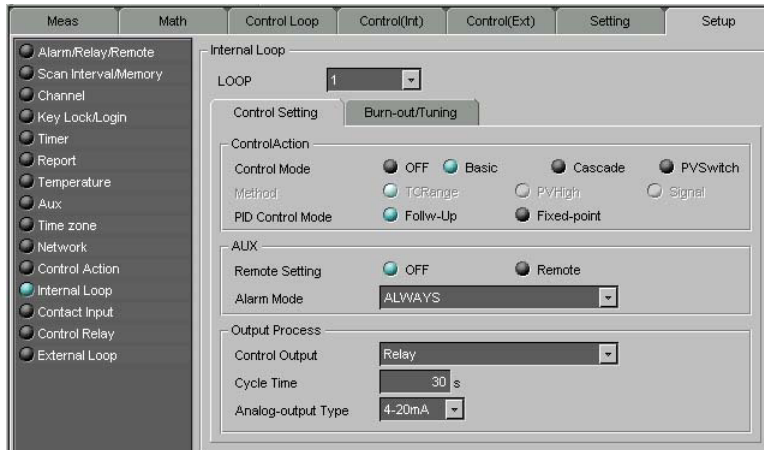 Meas Math Control Loop Control(Int) Control(Ext) Setting Setup
Alarm/Relay/Remote
Scan Interval/Memory
Channel
Key Lock/Login
Timer
Report
Temperature
Aux
Time zone
Network
Control Action
Internal Loop
Contact Input
Control Relay
External Loop
Internal Loop
LOOP 1
Control Setting Burn-out/Tuning
ControlAction
Control Mode OFF Basic Cascade PVSwitch
Method TCRange PVHigh Signal
PID Control Mode Follw-Up Fixed-point
AUX
Remote Setting OFF Remote
Alarm Mode ALWAYS
Output Process
Control Output Relay
Cycle Time 30 s
Analog-output Type 4-20mA